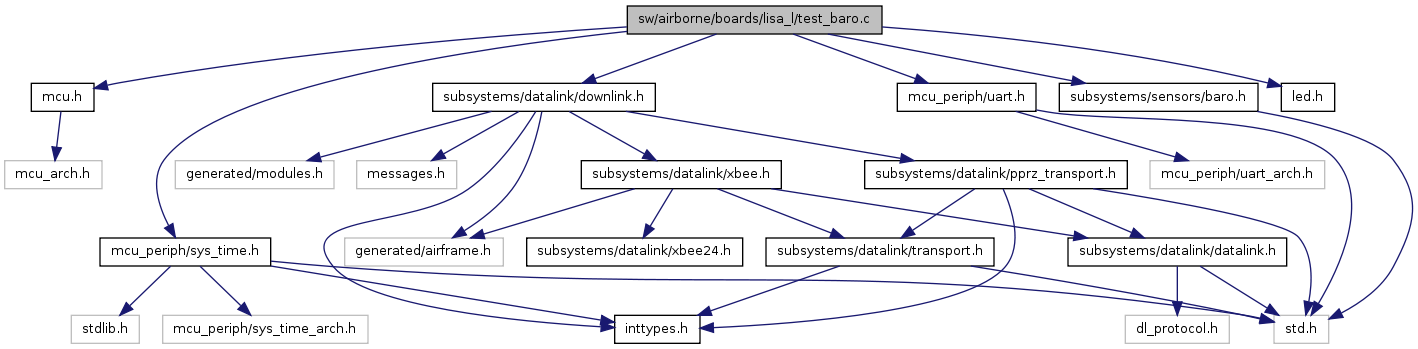 sw/airborne/boards/lisa_l/test_baro.c
mcu.h
subsystems/datalink/downlink.h
mcu_periph/uart.h
subsystems/sensors/baro.h
led.h
mcu_arch.h
generated/modules.h
messages.h
subsystems/datalink/xbee.h
subsystems/datalink/pprz_transport.h
mcu_periph/uart_arch.h
mcu_periph/sys_time.h
generated/airframe.h
subsystems/datalink/xbee24.h
subsystems/datalink/transport.h
subsystems/datalink/datalink.h
stdlib.h
mcu_periph/sys_time_arch.h
inttypes.h
dl_protocol.h
std.h